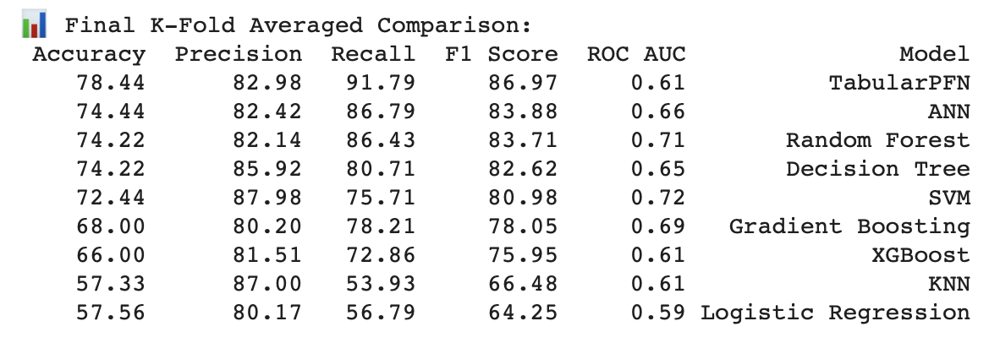 📊 Final K-Fold Averaged Comparison:
Accuracy Precision Recall F1 Score ROC AUC Model
78.44 82.98 91.79 86.97 0.61 TabularPFN
74.44 82.42 86.79 83.88 0.66 ANN
74.22 82.14 86.43 83.71 0.71 Random Forest
74.22 85.92 80.71 82.62 0.65 Decision Tree
72.44 87.98 75.71 80.98 0.72 SVM
68.00 80.20 78.21 78.05 0.69 Gradient Boosting
66.00 81.51 72.86 75.95 0.61 XGBoost
57.33 87.00 53.93 66.48 0.61 KNN
57.56 80.17 56.79 64.25 0.59 Logistic Regression